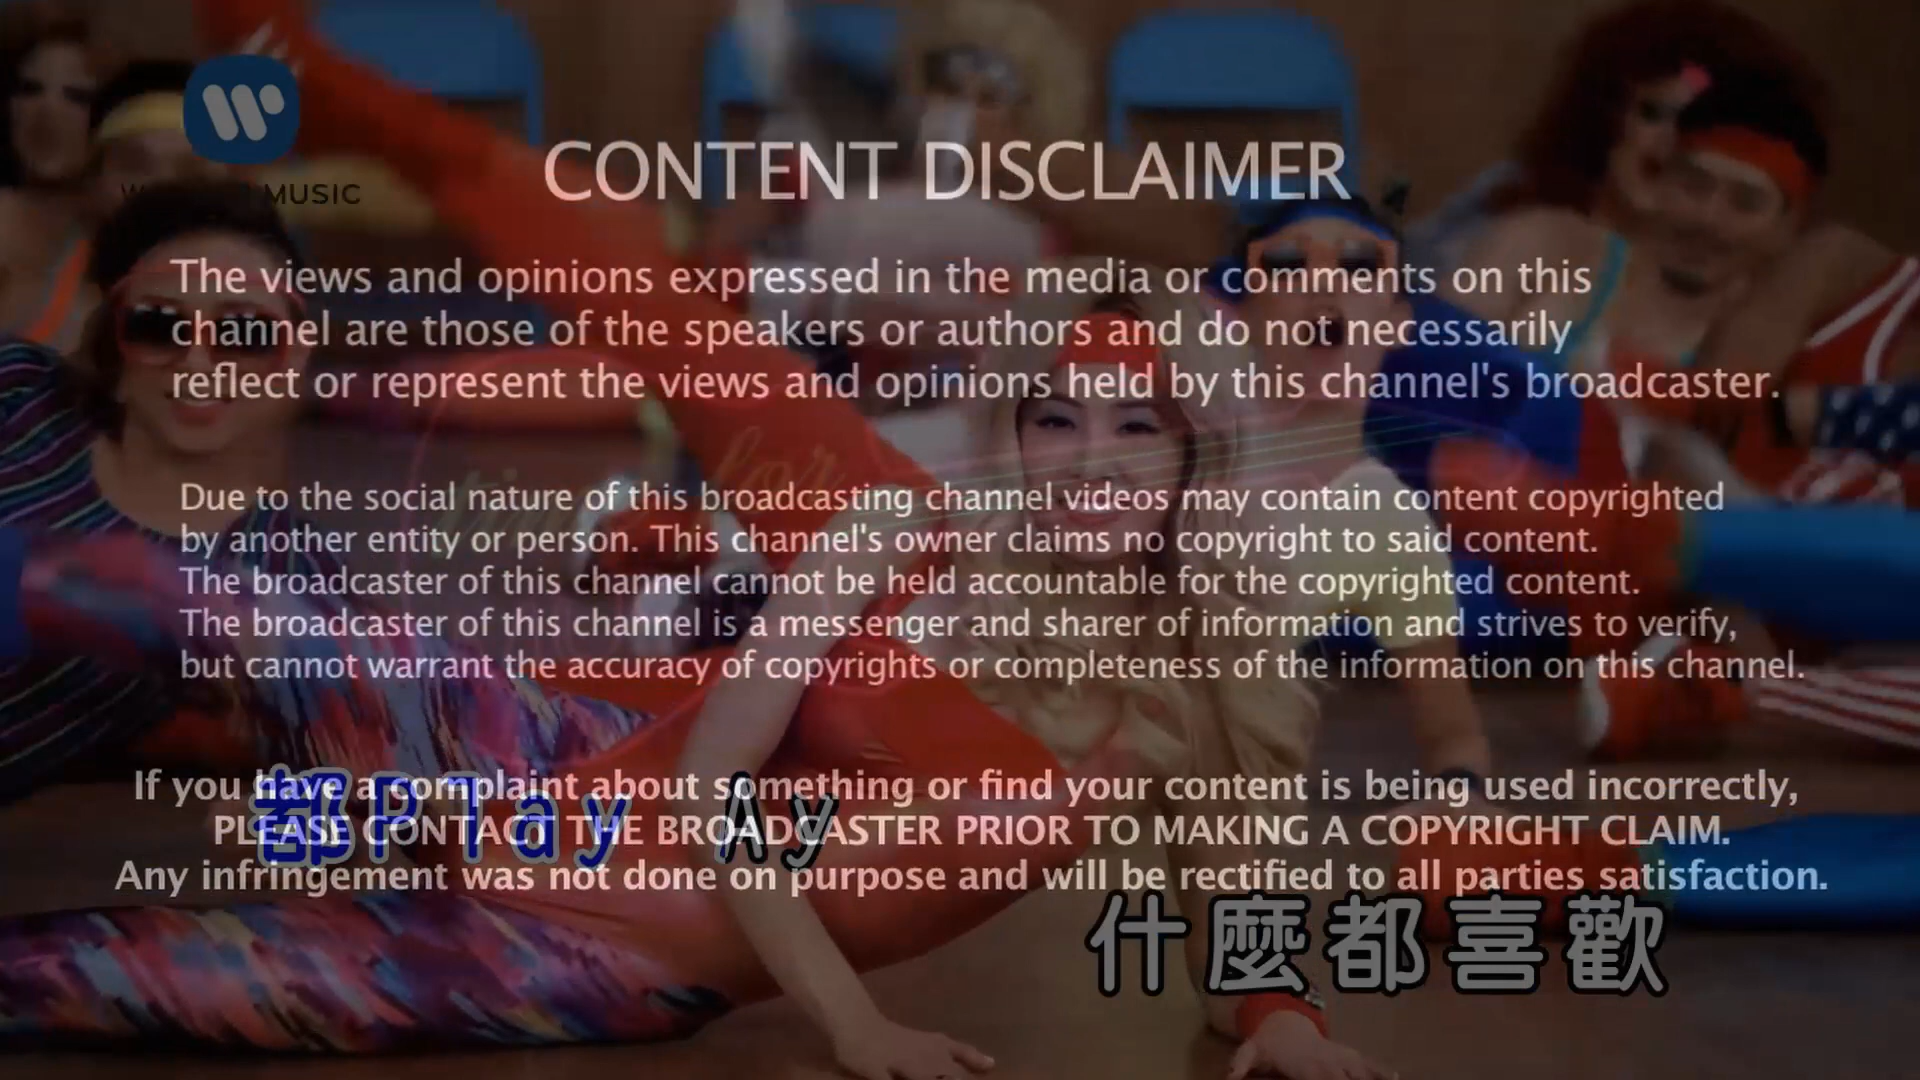 MUSIC
CONTENT DISCLAIMER
The views and opinions expressed in the media or comments on this
channel are those of the speakers or authors and do not necessarily
reflect or represent the views and opinions held by this channel's broadcaster.
for
Due to the social nature of this broadcasting channel videos may contain content copyrighted
by another entity or person. This channel's owner claims no copyright to said content.
The broadcaster of this channel cannot be held accountable for the copyrighted content.
The broadcaster of this channel is a messenger and sharer of information and strives to verify,
but cannot warrant the accuracy of copyrights or completeness of the information on this channel.
If you have a complaint about something or find your content is being used incorrectly,
PLEASE CONTACT THE BROADCASTER PRIOR TO MAKING A COPYRIGHT CLAIM.
Any infringement was not done on purpose and will be rectified to all parties satisfaction.
都Play Ay
什麼都喜歡